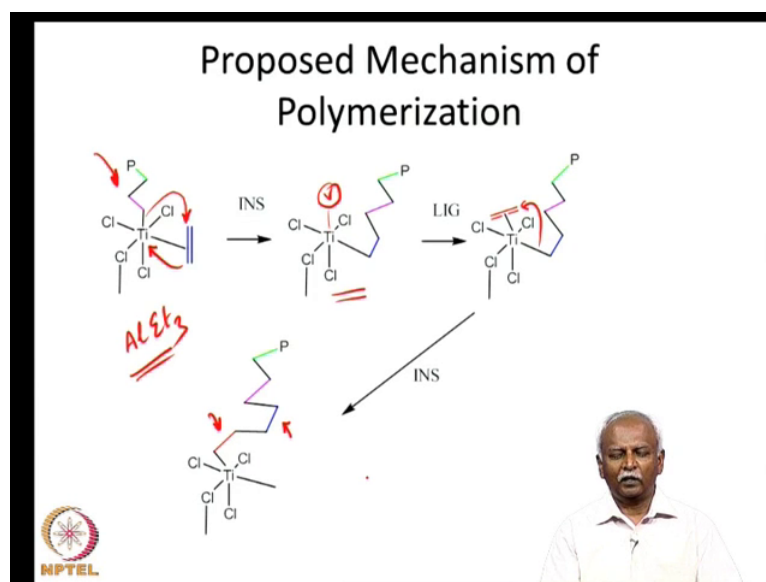 Proposed Mechanism of
Polymerization
P
Cl
Cl
Ti
Cl
Cl
INS
P
Cl
Cl
Ti
Cl
Cl
LIG
P
Cl
Cl
Ti
Cl
Cl
AlEt3
INS
P
Cl
Cl
Ti
Cl
Cl
NPTEL